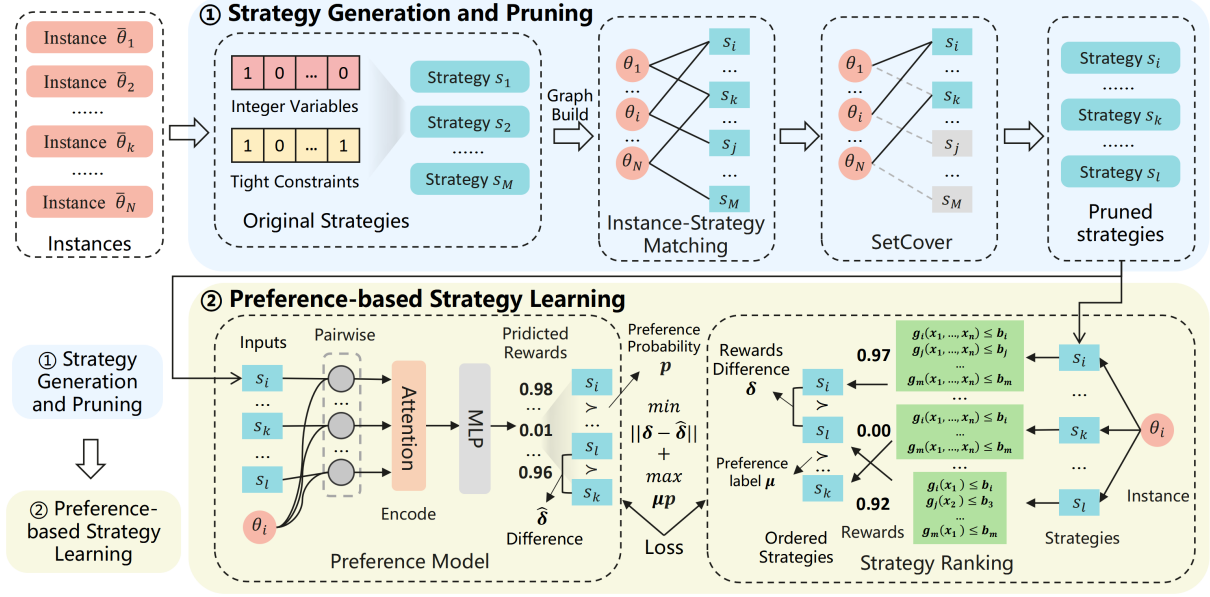 ① Strategy Generation and Pruning
Instance θ̄₁
Instance θ̄₂
......
Instance θ̄ₖ
......
Instance θ̄_N
Instances
1 0 ... 0
Integer Variables
1 0 ... 1
Tight Constraints
Strategy s₁
Strategy s₂
......
Strategy s_M
Original Strategies
Graph
Build
θ₁
...
θᵢ
...
θ_N
sᵢ
...
sₖ
...
sⱼ
...
s_M
Instance-Strategy
Matching
θ₁
...
θᵢ
...
θ_N
sᵢ
...
sₖ
...
sⱼ
...
s_M
SetCover
Strategy sᵢ
......
Strategy sₖ
......
Strategy sₗ
Pruned
strategies
① Strategy
Generation
and Pruning
② Preference-
based Strategy
Learning
② Preference-based Strategy Learning
Inputs
sᵢ
...
sₖ
...
sₗ
θᵢ
Pairwise
...
...
Attention
Encode
MLP
Pridicted
Rewards
0.98
...
0.01
...
0.96
sᵢ
≻
...
sₗ
≻
sₖ
δ̂
Difference
Preference Model
Preference
Probability
p
min
||δ − δ̂||
+
max
μp
Loss
Rewards
Difference
δ
Preference
label μ
sᵢ
≻
sₗ
≻
...
sₖ
Ordered
Strategies
0.97
0.00
0.92
Rewards
gᵢ(x₁, ..., xₙ) ≤ bᵢ
gⱼ(x₁, ..., xₙ) ≤ bⱼ
...
gₘ(x₁, ..., xₙ) ≤ bₘ
gᵢ(x₁, ..., xₙ) ≤ bᵢ
...
gₘ(x₁, ..., xₙ) ≤ bₘ
...
gᵢ(x₁) ≤ bᵢ
gⱼ(x₂) ≤ b₃
...
gₘ(x₁) ≤ bₘ
sᵢ
...
sₖ
...
sₗ
Strategies
θᵢ
Instance
Strategy Ranking